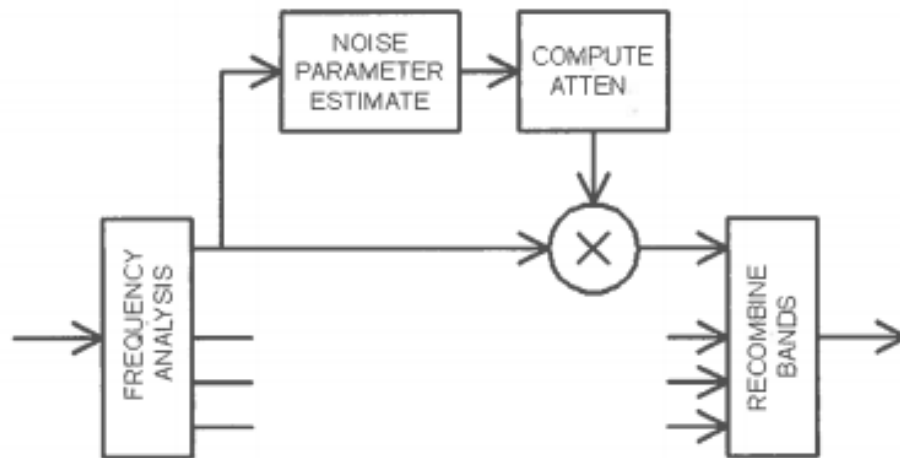 NOISE
PARAMETER
ESTIMATE
COMPUTE
ATTEN
FREQUENCY
ANALYSIS
RECOMBINE
BANDS